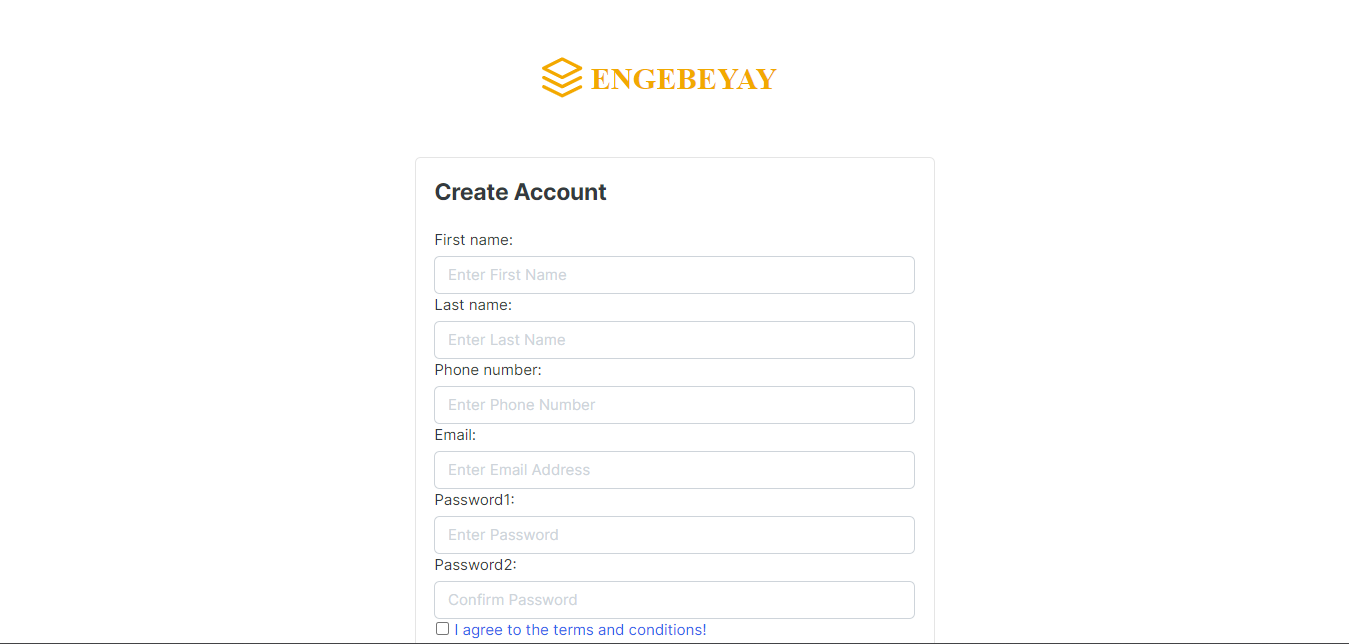 ENGEBEYAY
Create Account
First name:
Enter First Name
Last name:
Enter Last Name
Phone number:
Enter Phone Number
Email:
Enter Email Address
Password1:
Enter Password
Password2:
Confirm Password
I agree to the terms and conditions!